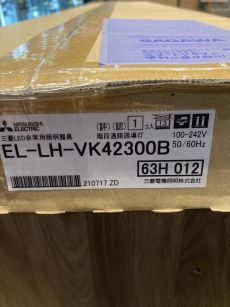 MITSUBISHI
ELECTRIC
三菱LED非常用照明器具
(評)(認) 1 コ入
階段通路誘導灯
100-242V
50/60Hz
EL-LH-VK42300B
63H 012
210717 ZD
三菱電機照明株式会社